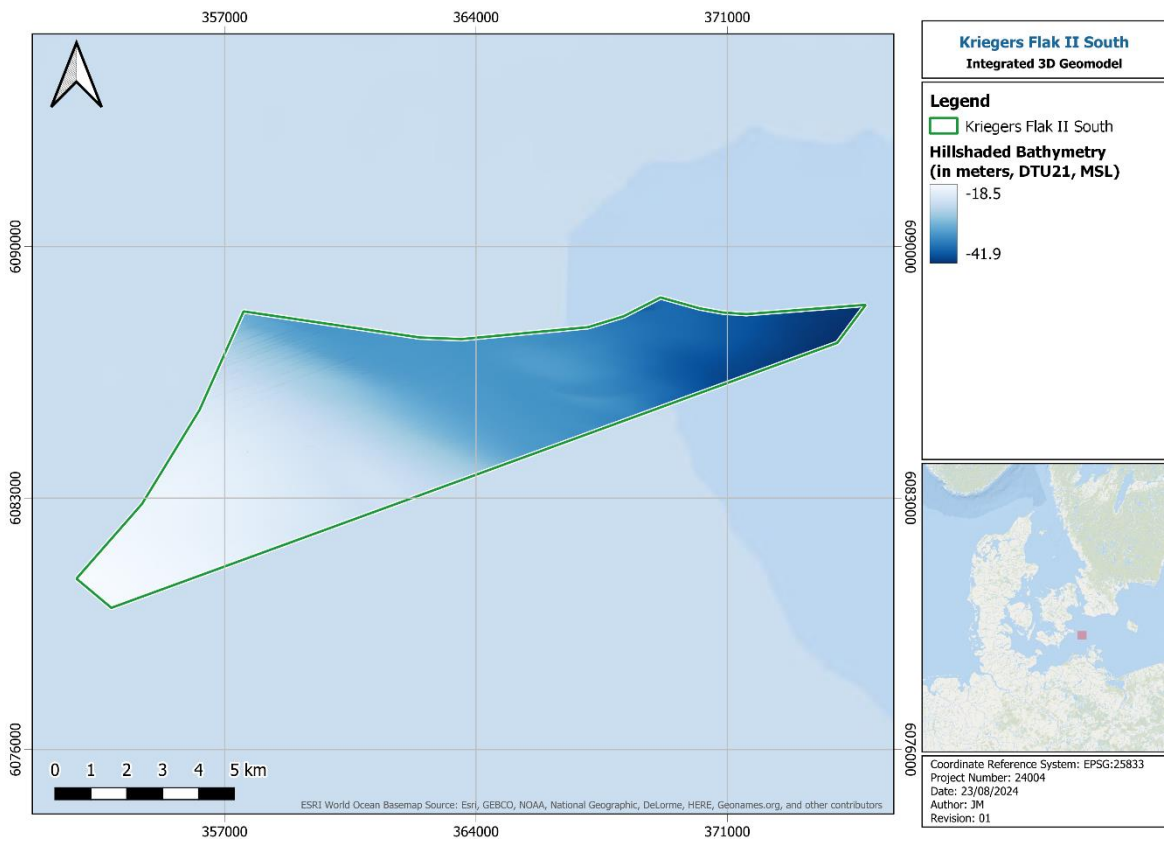 357000
364000
371000
6090000
6083000
6076000
6090000
6083000
6076000
357000
364000
371000
0 1 2 3 4 5 km
ESRI World Ocean Basemap Source: Esri, GEBCO, NOAA, National Geographic, DeLorme, HERE, Geonames.org, and other contributors
Kriegers Flak II South
Integrated 3D Geomodel
Legend
Kriegers Flak II South
Hillshaded Bathymetry
(in meters, DTU21, MSL)
-18.5
-41.9
Coordinate Reference System: EPSG:25833
Project Number: 24004
Date: 23/08/2024
Author: JM
Revision: 01